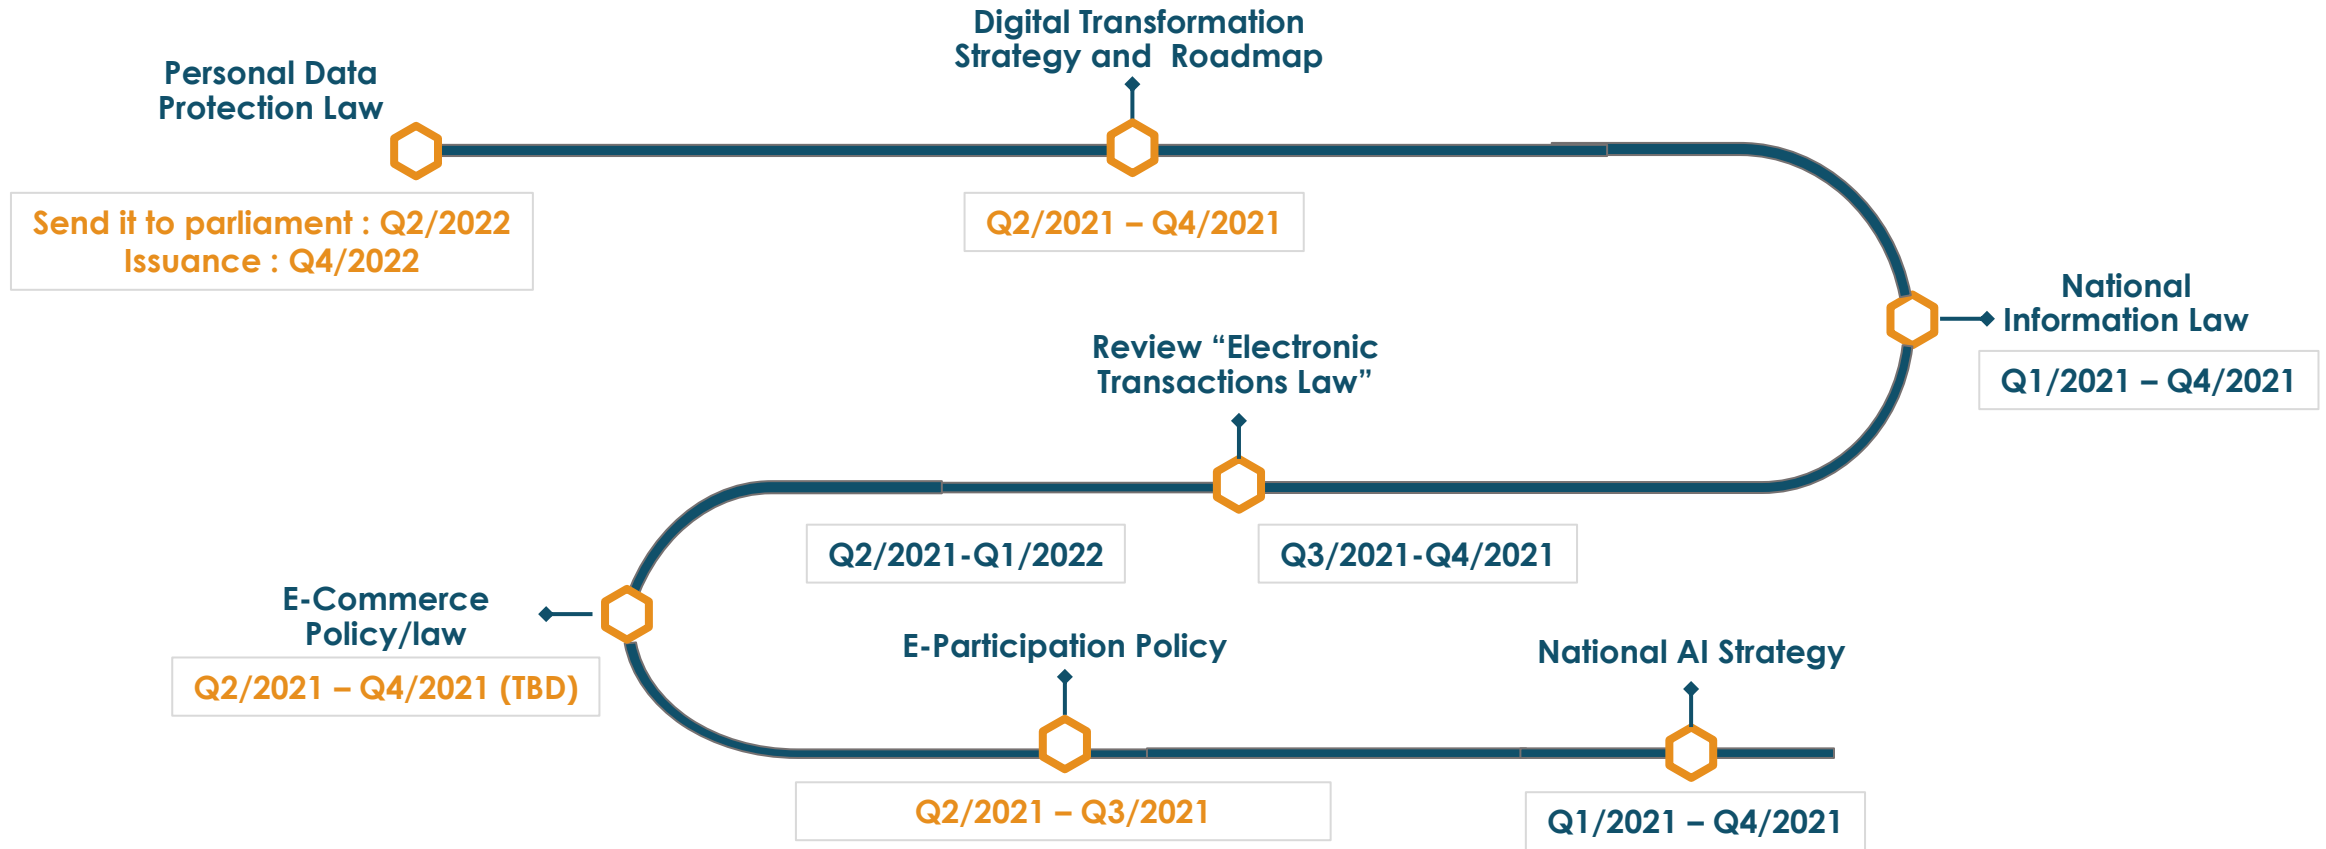 Personal Data
Protection Law
Send it to parliament : Q2/2022
Issuance : Q4/2022
Digital Transformation
Strategy and  Roadmap
Q2/2021 – Q4/2021
National
Information Law
Q1/2021 – Q4/2021
Review “Electronic
Transactions Law”
Q2/2021-Q1/2022
Q3/2021-Q4/2021
E-Commerce
Policy/law
Q2/2021 – Q4/2021 (TBD)
E-Participation Policy
Q2/2021 – Q3/2021
National AI Strategy
Q1/2021 – Q4/2021